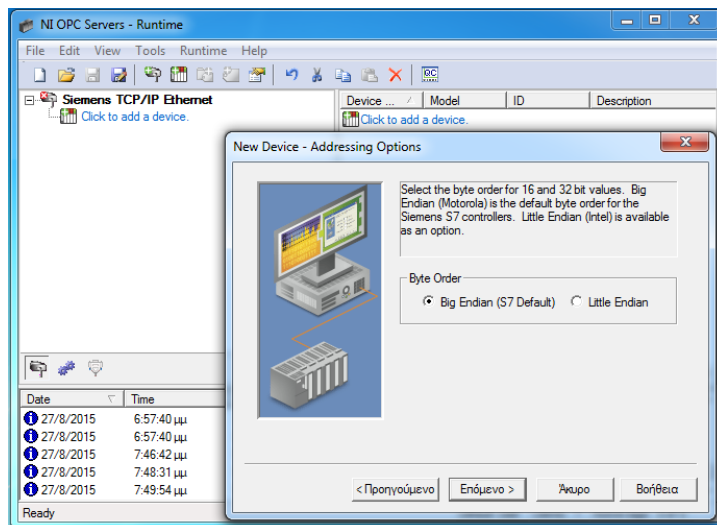 NI OPC Servers - Runtime
File Edit View Tools Runtime Help
Siemens TCP/IP Ethernet
Click to add a device.
Device ... Model ID Description
Click to add a device.
New Device - Addressing Options
Select the byte order for 16 and 32 bit values. Big
Endian (Motorola) is the default byte order for the
Siemens S7 controllers. Little Endian (Intel) is available
as an option.
Byte Order
Big Endian (S7 Default) Little Endian
Date Time
27/8/2015 6:57:40 μμ
27/8/2015 6:57:40 μμ
27/8/2015 7:46:42 μμ
27/8/2015 7:48:31 μμ
27/8/2015 7:49:54 μμ
< Προηγούμενο Επόμενο > Άκυρο Βοήθεια
Ready